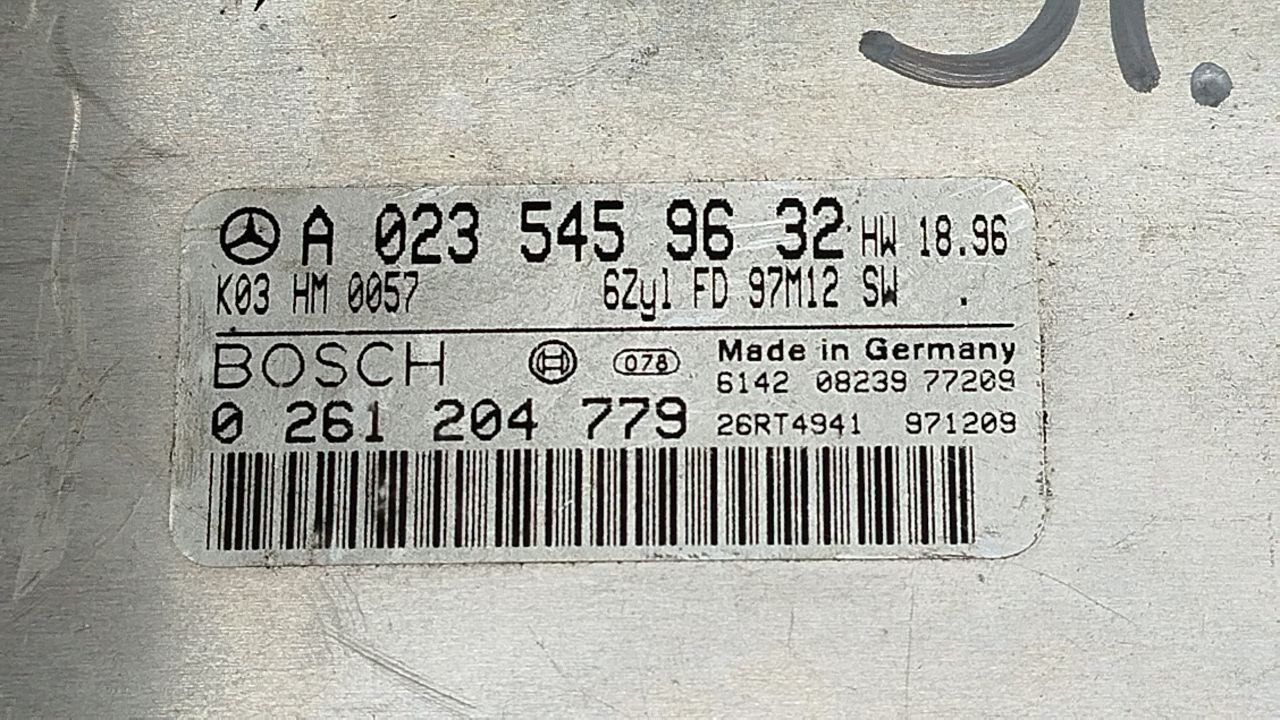 A 023 545 96 32 HW 18.96
K03 HM 0057 6Zyl FD 97M12 SW .
BOSCH 078 Made in Germany
6142 08239 77209
0 261 204 779 26RT4941 971209